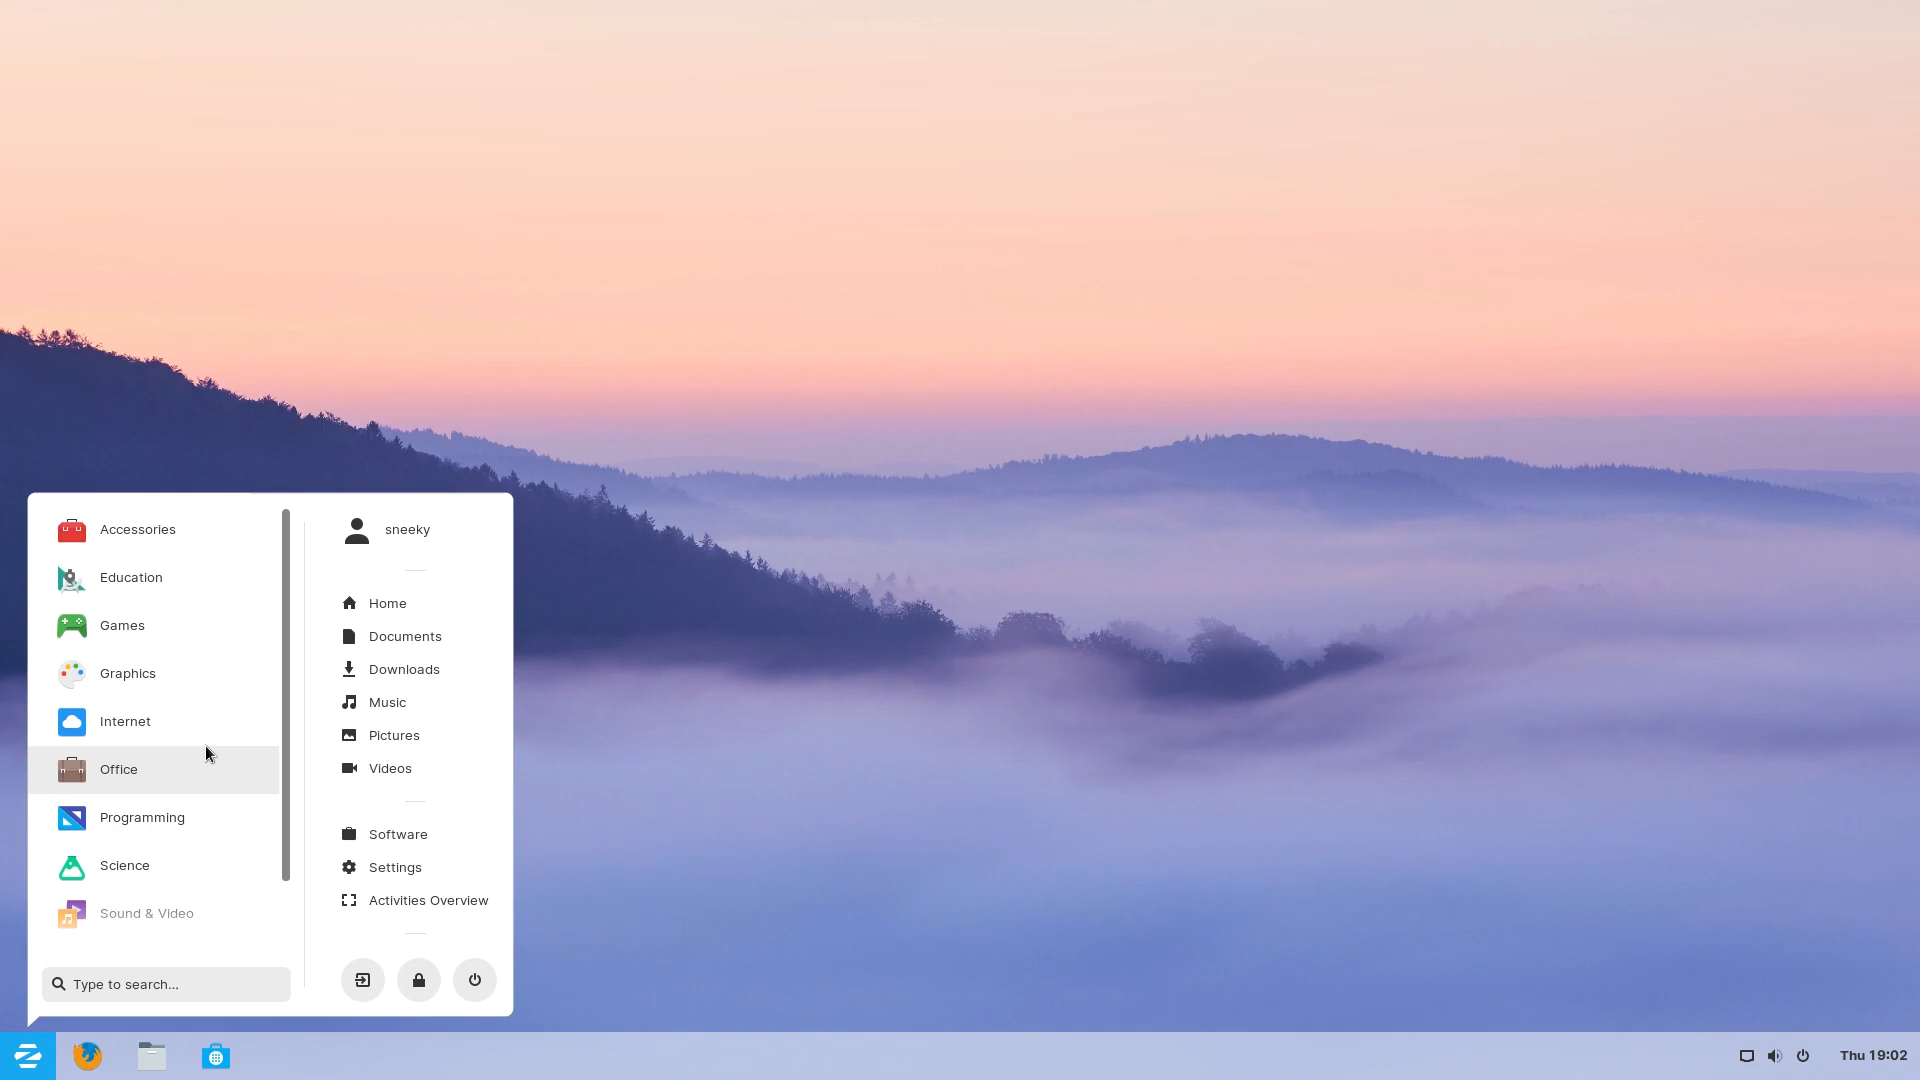 Accessories
Education
Games
Graphics
Internet
Office
Programming
Science
Sound & Video
Type to search...
sneeky
Home
Documents
Downloads
Music
Pictures
Videos
Software
Settings
Activities Overview
Thu 19:02